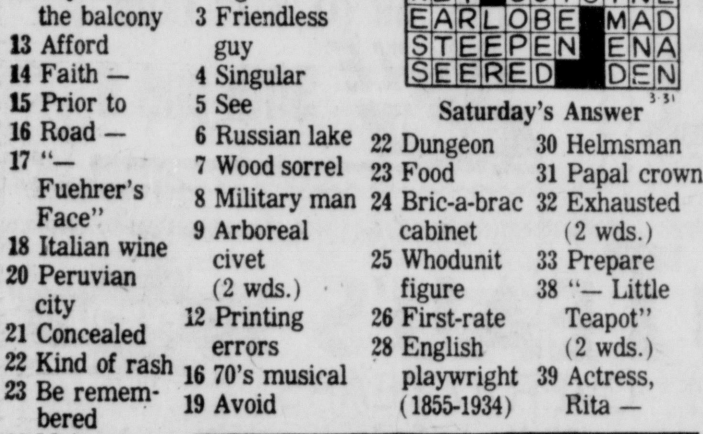 the balcony
13 Afford
14 Faith —
15 Prior to
16 Road —
17 “—
Fuehrer’s
Face”
18 Italian wine
20 Peruvian
city
21 Concealed
22 Kind of rash
23 Be remem-
bered
3 Friendless
guy
4 Singular
5 See
6 Russian lake
7 Wood sorrel
8 Military man
9 Arboreal
civet
(2 wds.)
12 Printing
errors
16 70’s musical
19 Avoid
EARLOBE MAD
STEEPEN ENA
SEERED DEN
3-31
Saturday’s Answer
22 Dungeon
23 Food
24 Bric-a-brac
cabinet
25 Whodunit
figure
26 First-rate
28 English
playwright
(1855-1934)
30 Helmsman
31 Papal crown
32 Exhausted
(2 wds.)
33 Prepare
38 “— Little
Teapot”
(2 wds.)
39 Actress,
Rita —